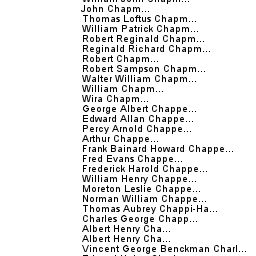 John Chapm...
Thomas Loftus Chapm...
William Patrick Chapm...
Robert Reginald Chapm...
Reginald Richard Chapm...
Robert Chapm...
Robert Sampson Chapm...
Walter William Chapm...
William Chapm...
Wira Chapm...
George Albert Chappe...
Edward Allan Chappe...
Percy Arnold Chappe...
Arthur Chappe...
Frank Bainard Howard Chappe...
Fred Evans Chappe...
Frederick Harold Chappe...
William Henry Chappe...
Moreton Leslie Chappe...
Norman William Chappe...
Thomas Aubrey Chappi-Ha...
Charles George Chapp...
Albert Henry Cha...
Albert Henry Cha...
Vincent George Benckman Charl...